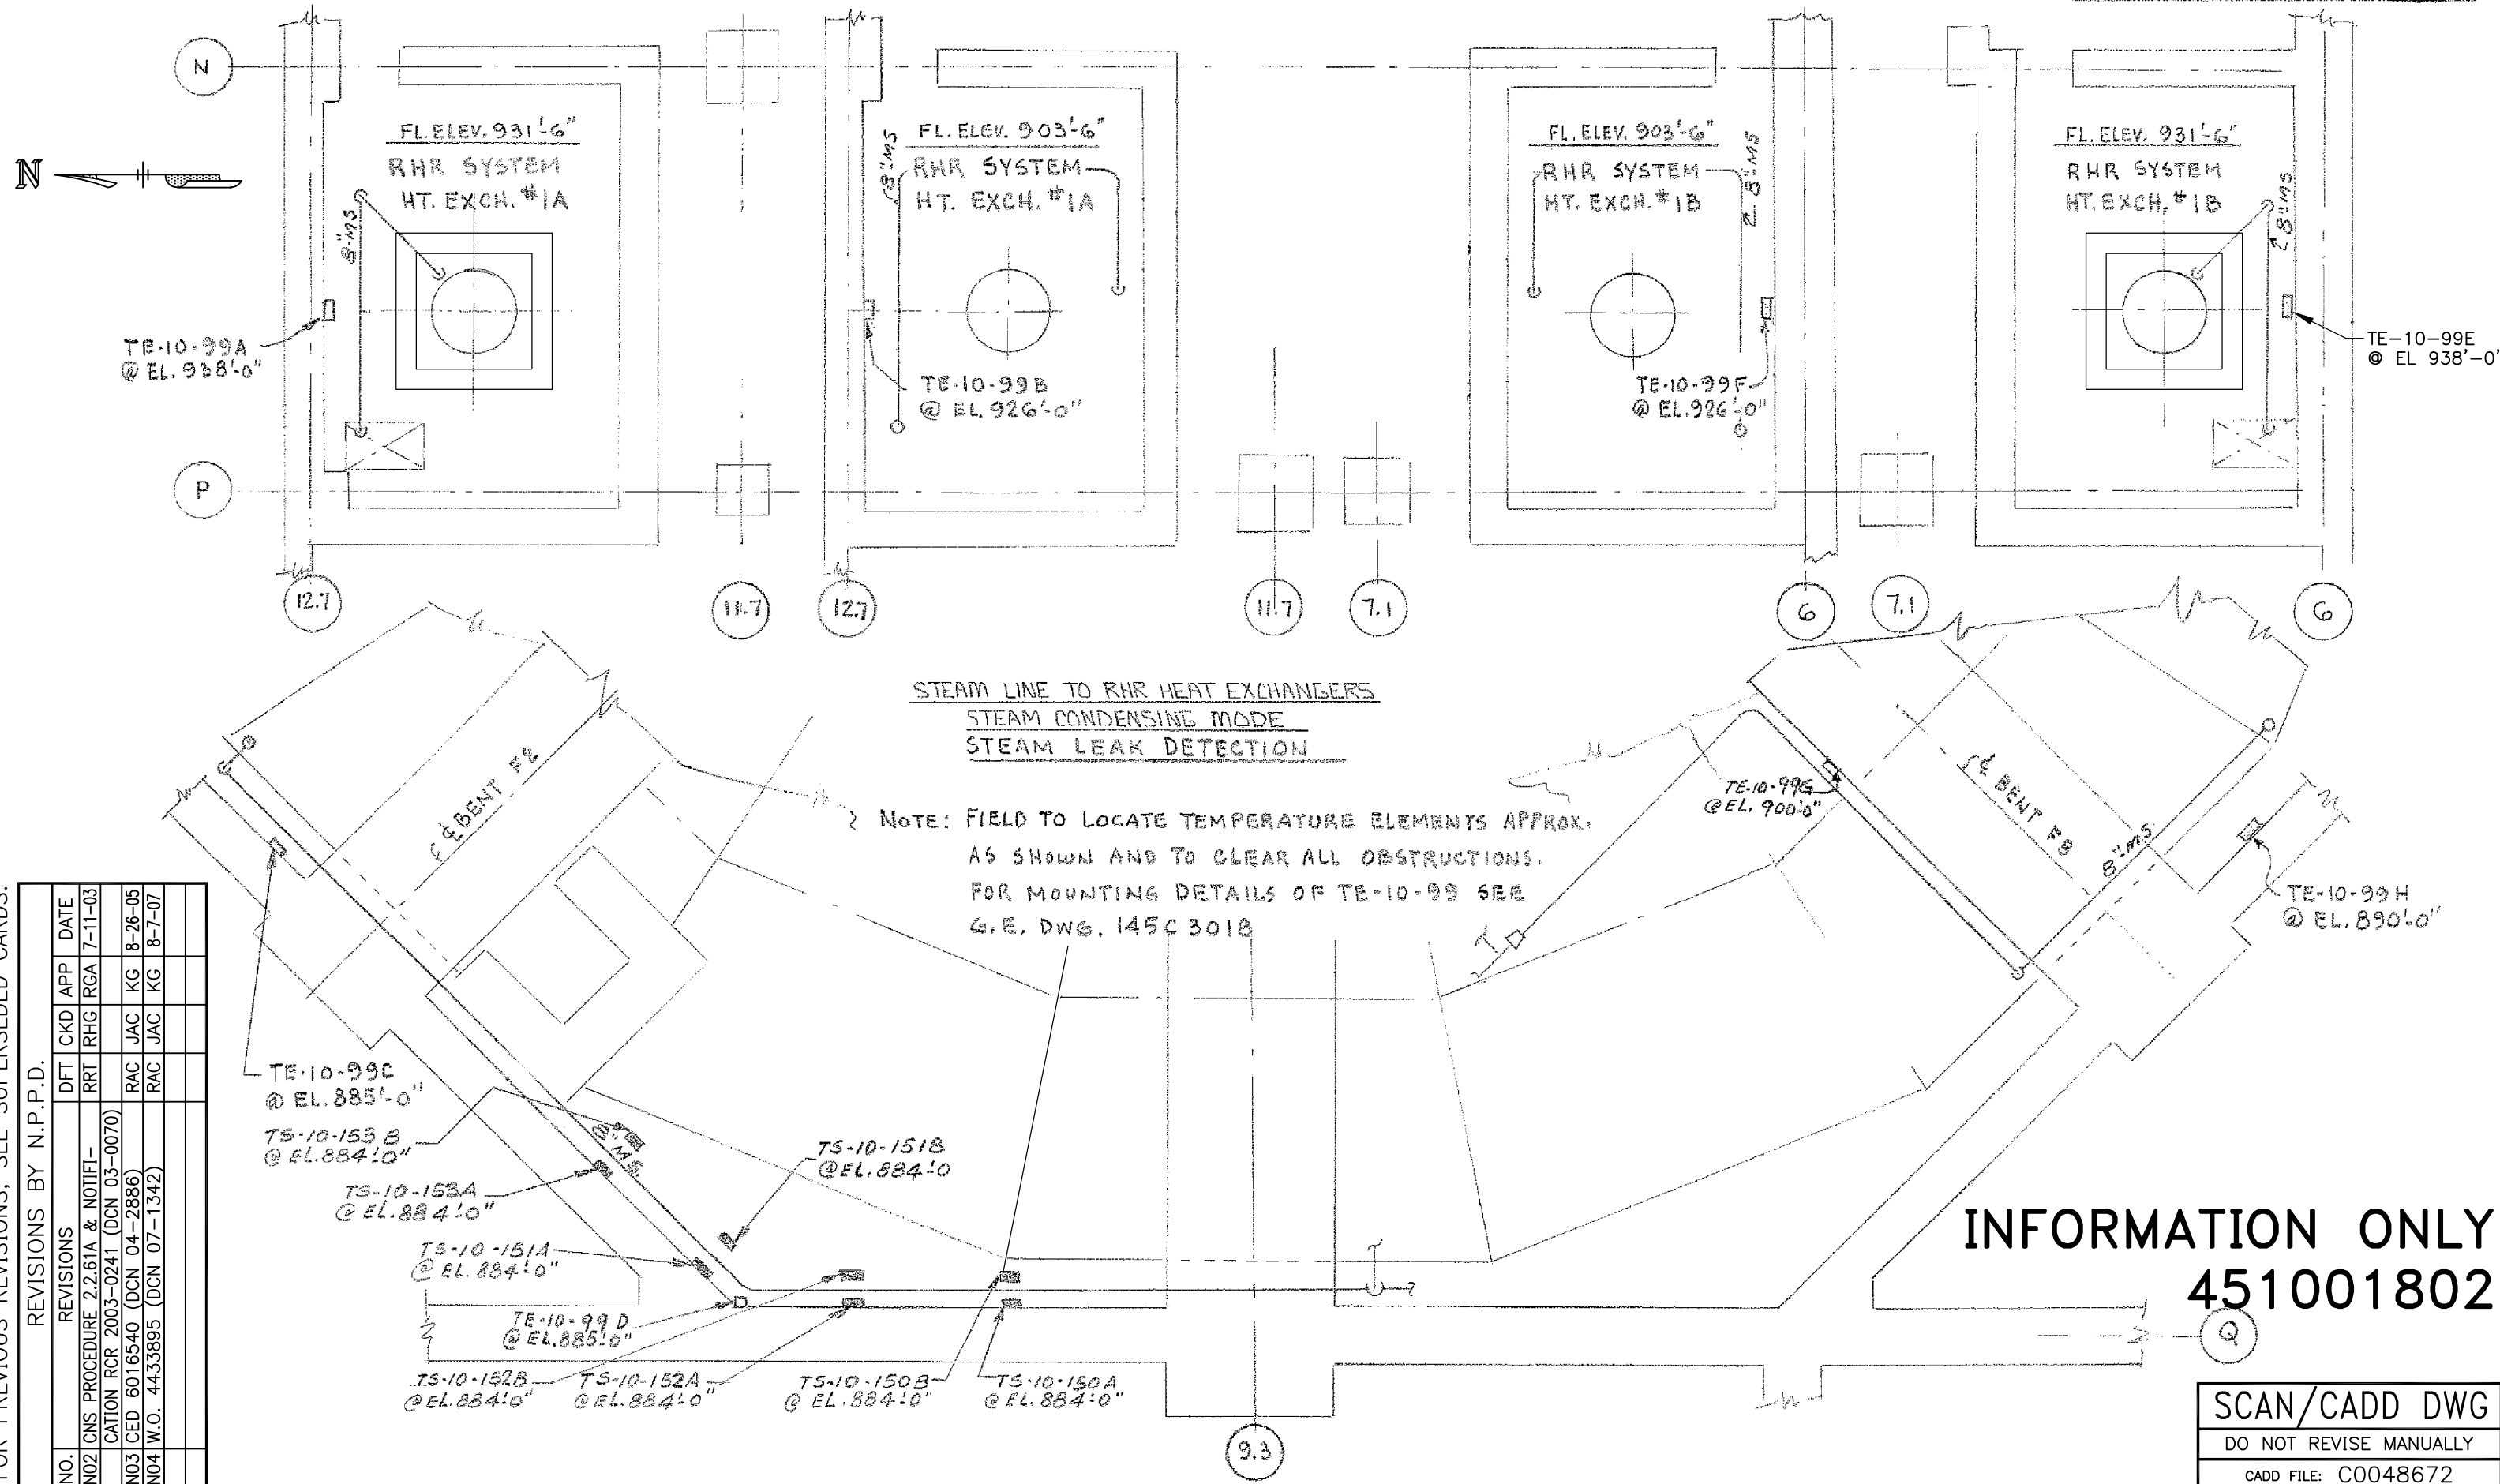 N
FL. ELEV. 931'-6"
RHR SYSTEM
HT. EXCH. #1A
8"-MS
TE-10-99A
@ EL. 938'-0"
FL. ELEV. 903'-6"
RHR SYSTEM
HT. EXCH. #1A
8"-MS
TE-10-99B
@ EL. 926'-0"
FL. ELEV. 903'-6"
RHR SYSTEM
HT. EXCH. #1B
8"-MS
TE-10-99F
@ EL. 926'-0"
FL. ELEV. 931'-6"
RHR SYSTEM
HT. EXCH. #1B
8"-MS
TE-10-99E
@ EL 938'-0"
N
P
12.7
11.7
12.7
11.7
7.1
6
7.1
6
STEAM LINE TO RHR HEAT EXCHANGERS
STEAM CONDENSING MODE
STEAM LEAK DETECTION
NOTE: FIELD TO LOCATE TEMPERATURE ELEMENTS APPROX.
AS SHOWN AND TO CLEAR ALL OBSTRUCTIONS.
FOR MOUNTING DETAILS OF TE-10-99 SEE
G.E. DWG. 145C 3018
℄ BENT F2
TE-10-99G
@ EL. 900'-0"
℄ BENT F8
8"-MS
TE-10-99H
@ EL. 890'-0"
TE-10-99C
@ EL. 885'-0"
TS-10-153B
@ EL. 884'-0"
8" MS
TS-10-153A
@ EL. 884'-0"
TS-10-151B
@ EL. 884'-0
TS-10-151A
@ EL. 884'-0"
TE-10-99D
@ EL. 885'-0"
TS-10-152B
@ EL. 884'-0"
TS-10-152A
@ EL. 884'-0"
TS-10-150B
@ EL. 884'-0"
TS-10-150A
@ EL. 884'-0"
9.3
Q
INFORMATION ONLY
451001802
SCAN/CADD DWG
DO NOT REVISE MANUALLY
CADD FILE: C0048672
FOR PREVIOUS REVISIONS, SEE SUPERSEDED CARDS.
REVISIONS BY N.P.P.D.
NO. REVISIONS DFT CKD APP DATE
N02 CNS PROCEDURE 2.2.61A & NOTIFI- RRT RHG RGA 7-11-03
CATION RCR 2003-0241 (DCN 03-0070)
N03 CED 6016540 (DCN 04-2886) RAC JAC KG 8-26-05
N04 W.O. 4433895 (DCN 07-1342) RAC JAC KG 8-7-07